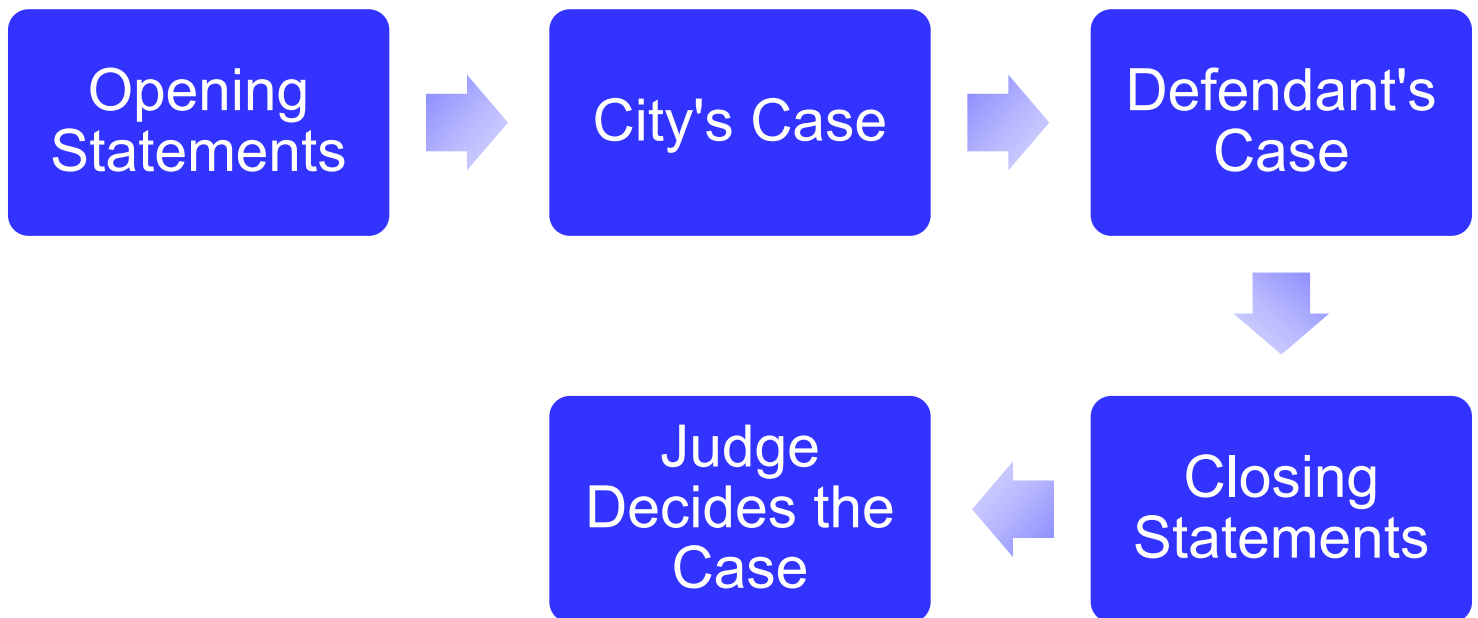 Opening
Statements
City's Case
Defendant's
Case
Closing
Statements
Judge
Decides the
Case